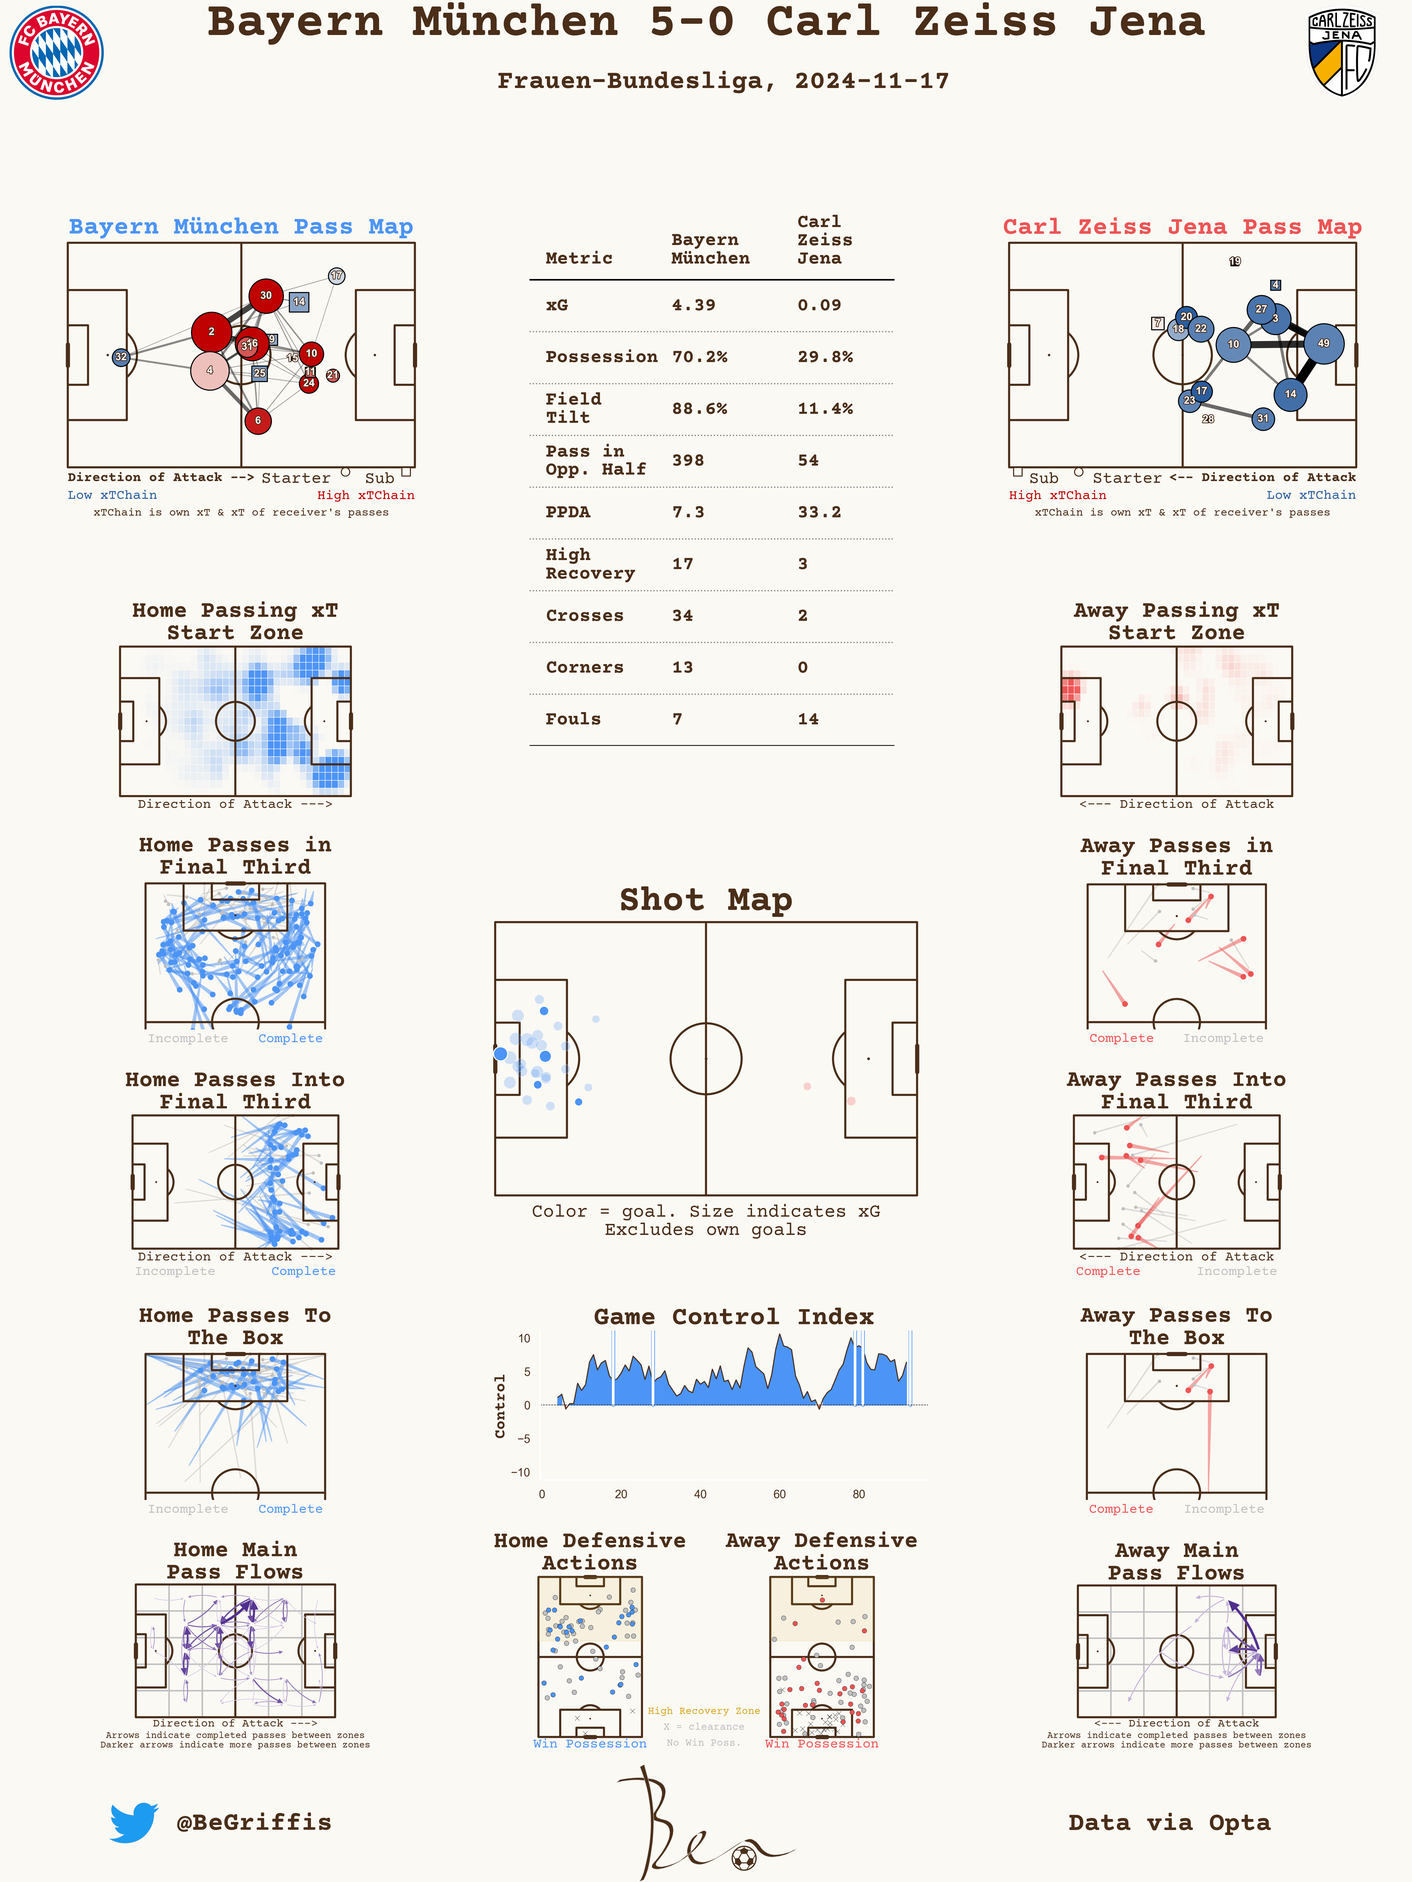 Bayern München 5-0 Carl Zeiss Jena
Frauen-Bundesliga, 2024-11-17
FC BAYERN
MÜNCHEN
CARL ZEISS
JENA
FC
Bayern München Pass Map
30
17
14
2
16
31
32
15
10
4
25
11
24
21
6
Direction of Attack --> Starter Sub
Low xTChain High xTChain
xTChain is own xT & xT of receiver's passes
Metric Bayern München Carl Zeiss Jena
xG 4.39 0.09
Possession 70.2% 29.8%
Field Tilt 88.6% 11.4%
Pass in Opp. Half 398 54
PPDA 7.3 33.2
High Recovery 17 3
Crosses 34 2
Corners 13 0
Fouls 7 14
Carl Zeiss Jena Pass Map
19
4
27
3
20
7
18
22
10
49
17
23
14
28
31
Sub Starter <-- Direction of Attack
High xTChain Low xTChain
xTChain is own xT & xT of receiver's passes
Home Passing xT
Start Zone
Direction of Attack --->
Away Passing xT
Start Zone
<--- Direction of Attack
Home Passes in
Final Third
Incomplete Complete
Away Passes in
Final Third
Complete Incomplete
Shot Map
Color = goal. Size indicates xG
Excludes own goals
Home Passes Into
Final Third
Direction of Attack --->
Incomplete Complete
Away Passes Into
Final Third
<--- Direction of Attack
Complete Incomplete
Home Passes To
The Box
Incomplete Complete
Game Control Index
Control
10
5
0
−5
−10
0 20 40 60 80
Away Passes To
The Box
Complete Incomplete
Home Main
Pass Flows
Direction of Attack --->
Arrows indicate completed passes between zones
Darker arrows indicate more passes between zones
Home Defensive
Actions
Win Possession
Away Defensive
Actions
Win Possession
High Recovery Zone
X = clearance
No Win Poss.
Away Main
Pass Flows
<--- Direction of Attack
Arrows indicate completed passes between zones
Darker arrows indicate more passes between zones
@BeGriffis
Ben
Data via Opta